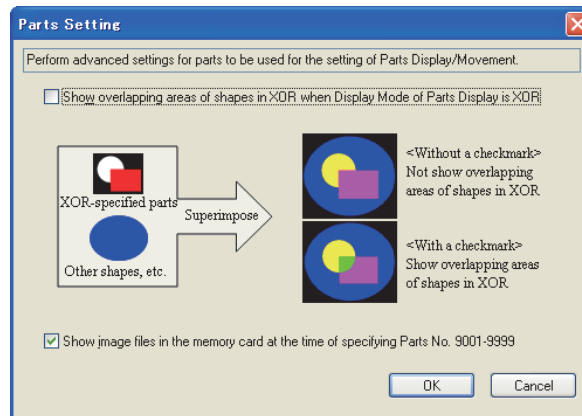 Parts Setting
Perform advanced settings for parts to be used for the setting of Parts Display/Movement.
Show overlapping areas of shapes in XOR when Display Mode of Parts Display is XOR
XOR-specified parts
Superimpose
Other shapes, etc.
<Without a checkmark>
Not show overlapping
areas of shapes in XOR
<With a checkmark>
Show overlapping areas
of shapes in XOR
Show image files in the memory card at the time of specifying Parts No. 9001-9999
OK
Cancel